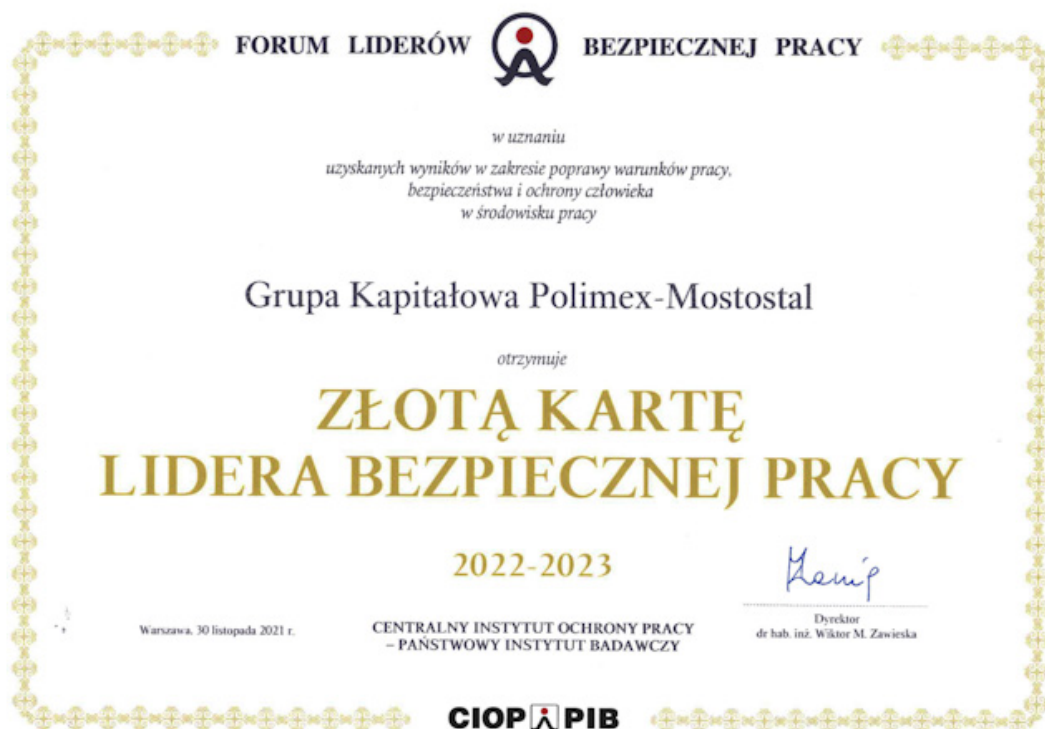 FORUM LIDERÓW BEZPIECZNEJ PRACY
w uznaniu
uzyskanych wyników w zakresie poprawy warunków pracy,
bezpieczeństwa i ochrony człowieka
w środowisku pracy
Grupa Kapitałowa Polimex-Mostostal
otrzymuje
ZŁOTĄ KARTĘ
LIDERA BEZPIECZNEJ PRACY
2022-2023
Warszawa, 30 listopada 2021 r.
CENTRALNY INSTYTUT OCHRONY PRACY
– PAŃSTWOWY INSTYTUT BADAWCZY
Dyrektor
dr hab. inż. Wiktor M. Zawieska
CIOP PIB